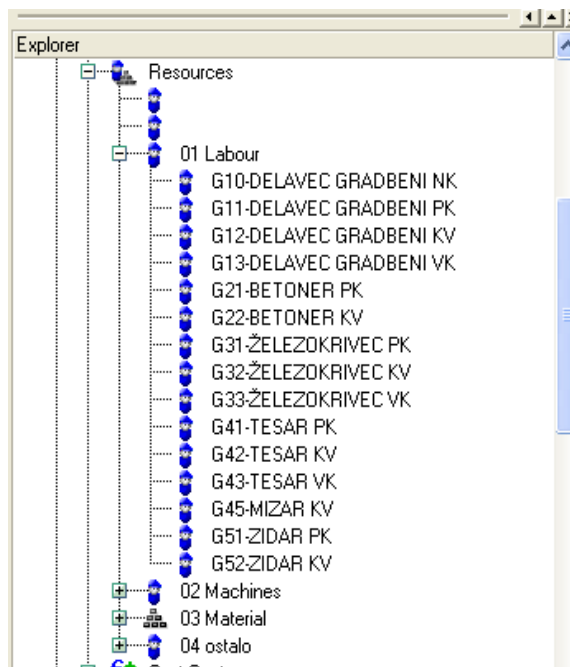 Explorer
Resources
01 Labour
G10-DELAVEC GRADBENI NK
G11-DELAVEC GRADBENI PK
G12-DELAVEC GRADBENI KV
G13-DELAVEC GRADBENI VK
G21-BETONER PK
G22-BETONER KV
G31-ŽELEZOKRIVEC PK
G32-ŽELEZOKRIVEC KV
G33-ŽELEZOKRIVEC VK
G41-TESAR PK
G42-TESAR KV
G43-TESAR VK
G45-MIZAR KV
G51-ZIDAR PK
G52-ZIDAR KV
02 Machines
03 Material
04 ostalo